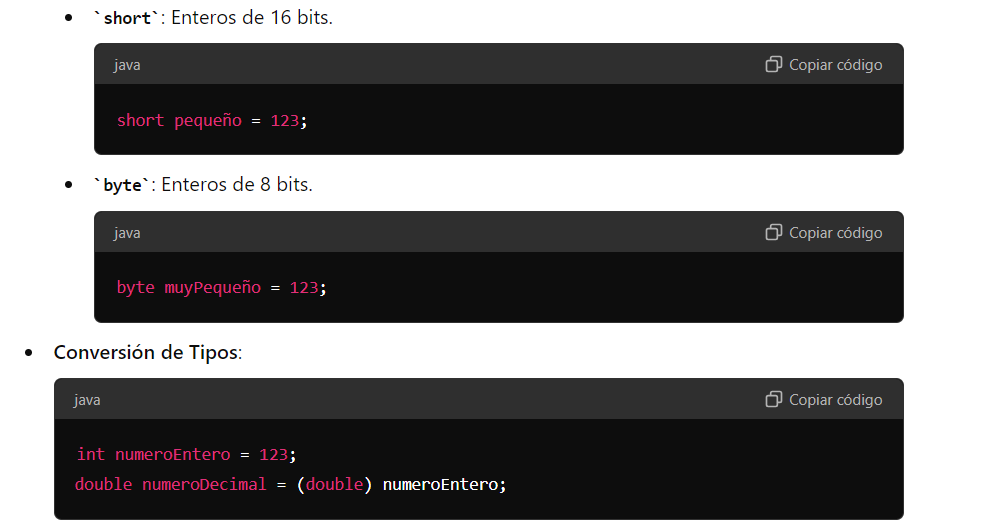 • `short`: Enteros de 16 bits.
java Copiar código
short pequeño = 123;
• `byte`: Enteros de 8 bits.
java Copiar código
byte muyPequeño = 123;
• Conversión de Tipos:
java Copiar código
int numeroEntero = 123;
double numeroDecimal = (double) numeroEntero;